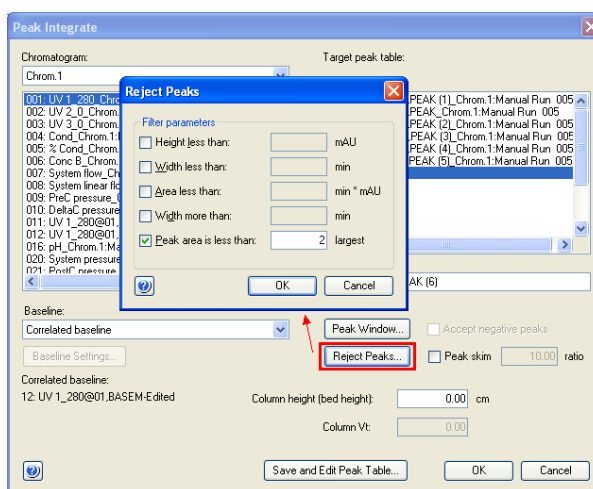 Peak Integrate
Chromatogram:
Target peak table:
Chrom.1
001: UV 1_280_Chro
002: UV 2_0_Chrom.
003: UV 3_0_Chrom.
004: Cond_Chrom.1:
005: % Cond_Chrom.
006: Conc B_Chrom.
007: System flow_Ch
008: System linear flo
009: PreC pressure_
010: DeltaC pressure
011: UV 1_280@01,
012: UV 1_280@01,
016: pH_Chrom.1:Ma
020: System pressure
021: PostC pressure
PEAK (1)_Chrom.1:Manual Run 005
PEAK_Chrom.1:Manual Run 005
PEAK (2)_Chrom.1:Manual Run 005
PEAK (3)_Chrom.1:Manual Run 005
PEAK (4)_Chrom.1:Manual Run 005
PEAK (5)_Chrom.1:Manual Run 005
Reject Peaks
Filter parameters
Height less than: mAU
Width less than: min
Area less than: min * mAU
Width more than: min
Peak area is less than: 2 largest
OK Cancel
AK (6)
Baseline:
Correlated baseline
Peak Window... Accept negative peaks
Baseline Settings... Reject Peaks... Peak skim 10.00 ratio
Correlated baseline:
12: UV 1_280@01,BASEM-Edited
Column height (bed height): 0.00 cm
Column Vt: 0.00
Save and Edit Peak Table... OK Cancel